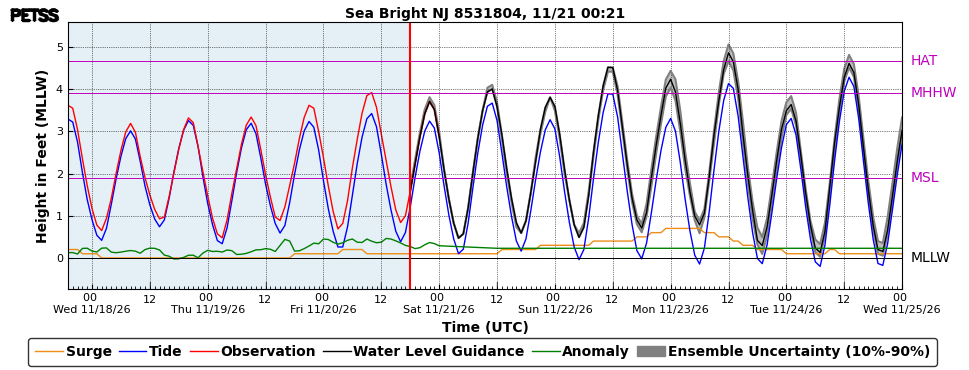 PETSS
Sea Bright NJ 8531804, 11/21 00:21
Height in Feet (MLLW)
5
4
3
2
1
0
HAT
MHHW
MSL
MLLW
00 12 00 12 00 12 00 12 00 12 00 12 00 12 00
Wed 11/18/26 Thu 11/19/26 Fri 11/20/26 Sat 11/21/26 Sun 11/22/26 Mon 11/23/26 Tue 11/24/26 Wed 11/25/26
Time (UTC)
Surge Tide Observation Water Level Guidance Anomaly Ensemble Uncertainty (10%-90%)